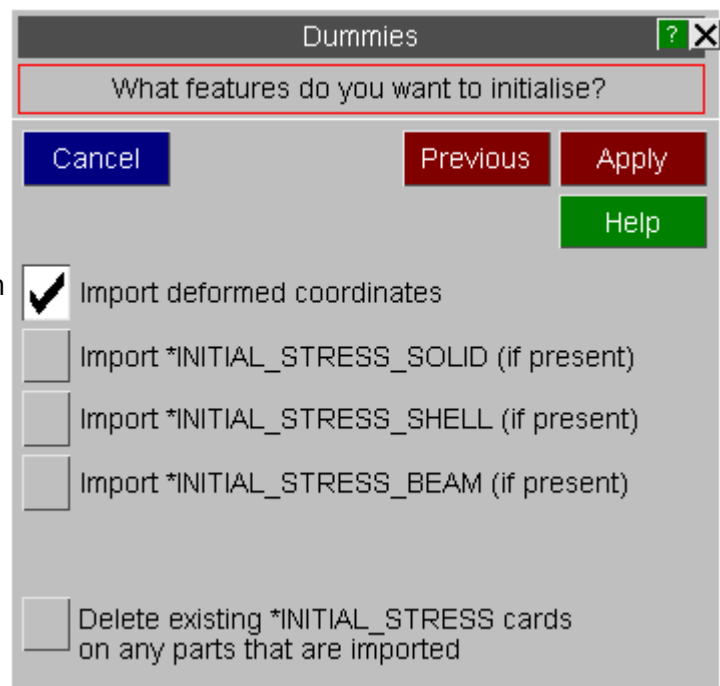 Dummies
?
What features do you want to initialise?
Cancel Previous Apply
Help
Import deformed coordinates
Import *INITIAL_STRESS_SOLID (if present)
Import *INITIAL_STRESS_SHELL (if present)
Import *INITIAL_STRESS_BEAM (if present)
Delete existing *INITIAL_STRESS cards
on any parts that are imported